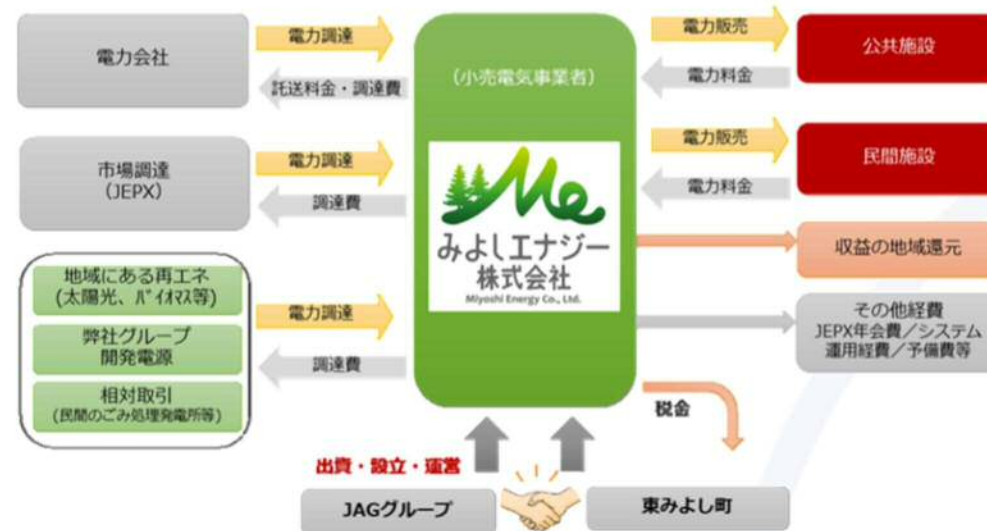 電力会社
電力調達
託送料金・調達費
市場調達
(JEPX)
電力調達
調達費
地域にある再エネ
(太陽光、バイオマス等)
弊社グループ
開発電源
相対取引
(民間のごみ処理発電所等)
電力調達
調達費
(小売電気事業者)
Me
みよしエナジー
株式会社
Miyoshi Energy Co., Ltd.
電力販売
電力料金
公共施設
電力販売
電力料金
民間施設
収益の地域還元
その他経費
JEPX年会費/システム
運用経費/予備費等
税金
出資・設立・運営
JAGグループ
東みよし町